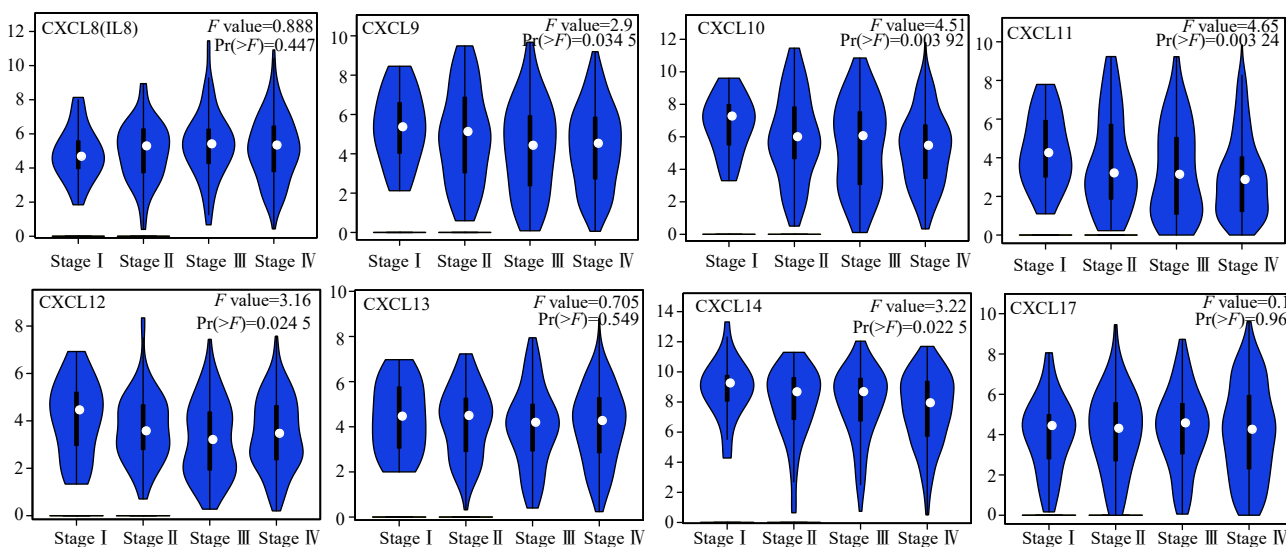 CXCL8(IL8)
F value=0.888
Pr(>F)=0.447
12
10
8
6
4
2
0
Stage Ⅰ Stage Ⅱ Stage Ⅲ Stage Ⅳ
CXCL9
F value=2.9
Pr(>F)=0.034 5
10
8
6
4
2
0
Stage Ⅰ Stage Ⅱ Stage Ⅲ Stage Ⅳ
CXCL10
F value=4.51
Pr(>F)=0.003 92
12
10
8
6
4
2
0
Stage Ⅰ Stage Ⅱ Stage Ⅲ Stage Ⅳ
CXCL11
F value=4.65
Pr(>F)=0.003 24
10
8
6
4
2
0
Stage Ⅰ Stage Ⅱ Stage Ⅲ Stage Ⅳ
CXCL12
F value=3.16
Pr(>F)=0.024 5
8
6
4
2
0
Stage Ⅰ Stage Ⅱ Stage Ⅲ Stage Ⅳ
CXCL13
F value=0.705
Pr(>F)=0.549
10
8
6
4
2
0
Stage Ⅰ Stage Ⅱ Stage Ⅲ Stage Ⅳ
CXCL14
F value=3.22
Pr(>F)=0.022 5
14
12
10
8
6
4
2
0
Stage Ⅰ Stage Ⅱ Stage Ⅲ Stage Ⅳ
CXCL17
F value=0.1
Pr(>F)=0.96
10
8
6
4
2
0
Stage Ⅰ Stage Ⅱ Stage Ⅲ Stage Ⅳ